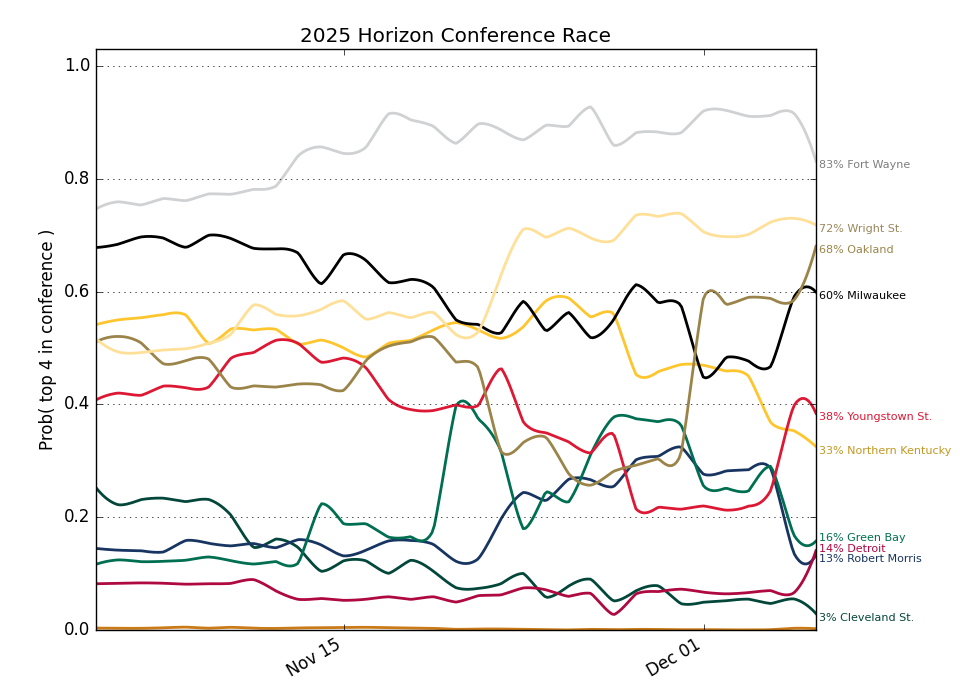 2025 Horizon Conference Race
Prob( top 4 in conference )
1.0
0.8
0.6
0.4
0.2
0.0
Nov 15
Dec 01
83% Fort Wayne
72% Wright St.
68% Oakland
60% Milwaukee
38% Youngstown St.
33% Northern Kentucky
16% Green Bay
14% Detroit
13% Robert Morris
3% Cleveland St.